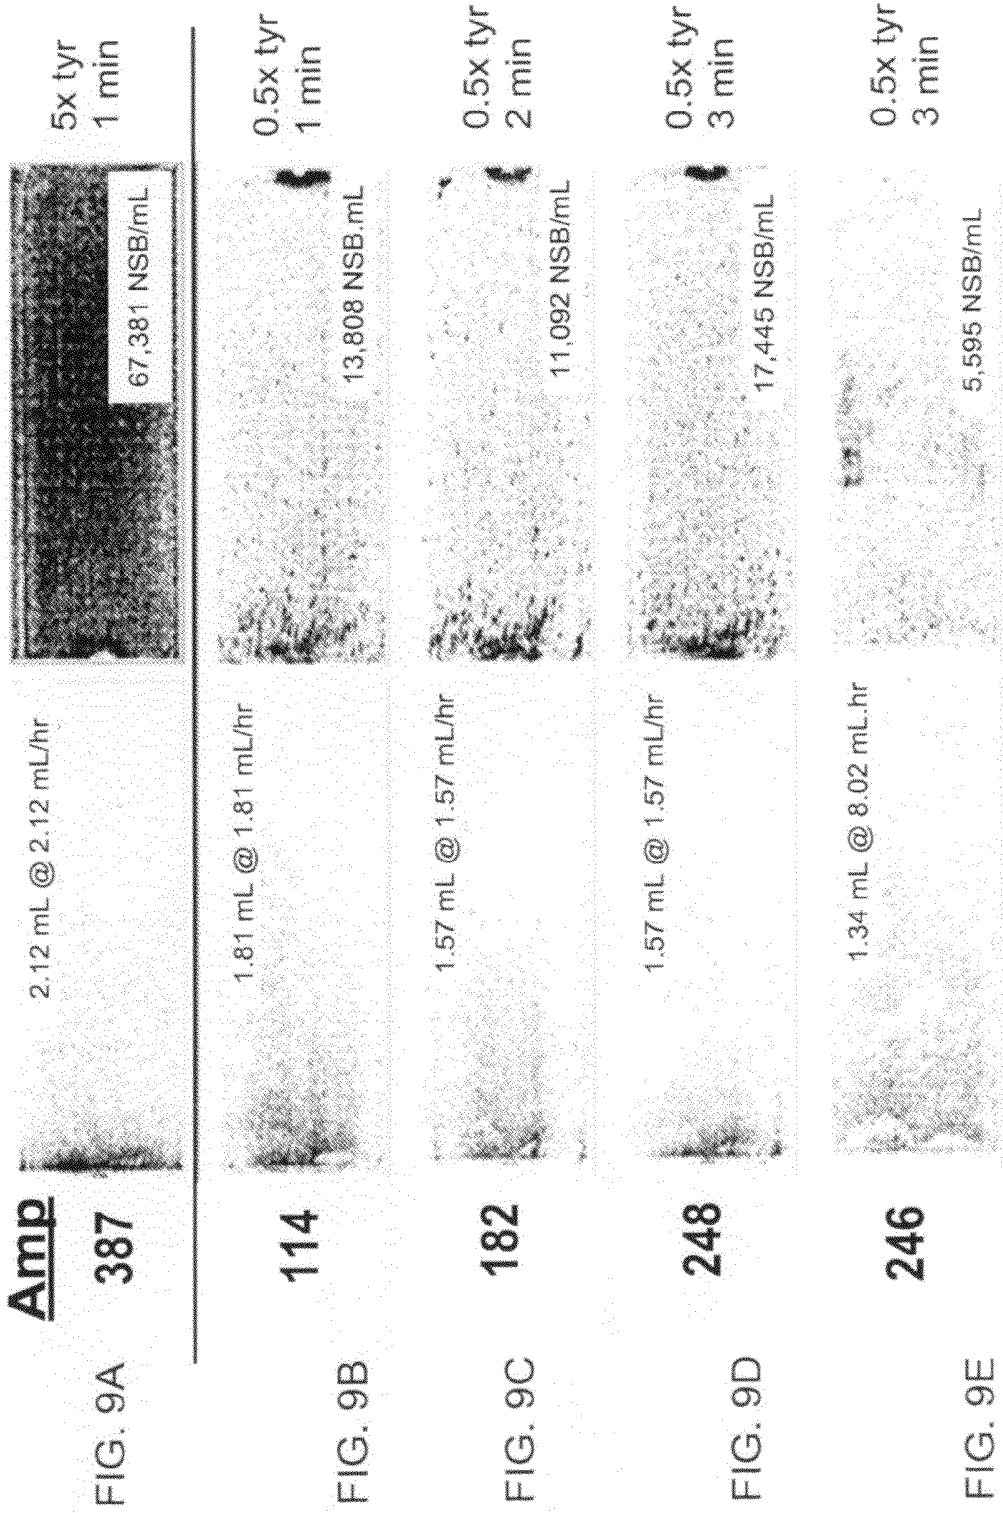 Amp
FIG. 9A
387
2.12 mL @ 2.12 mL/hr
67,381 NSB/mL
5x tyr
1 min
FIG. 9B
114
1.81 mL @ 1.81 mL/hr
13,808 NSB.mL
0.5x tyr
1 min
FIG. 9C
182
1.57 mL @ 1.57 mL/hr
11,092 NSB/mL
0.5x tyr
2 min
FIG. 9D
248
1.57 mL @ 1.57 mL/hr
17,445 NSB/mL
0.5x tyr
3 min
FIG. 9E
246
1.34 mL @ 8.02 mL.hr
5,595 NSB/mL
0.5x tyr
3 min